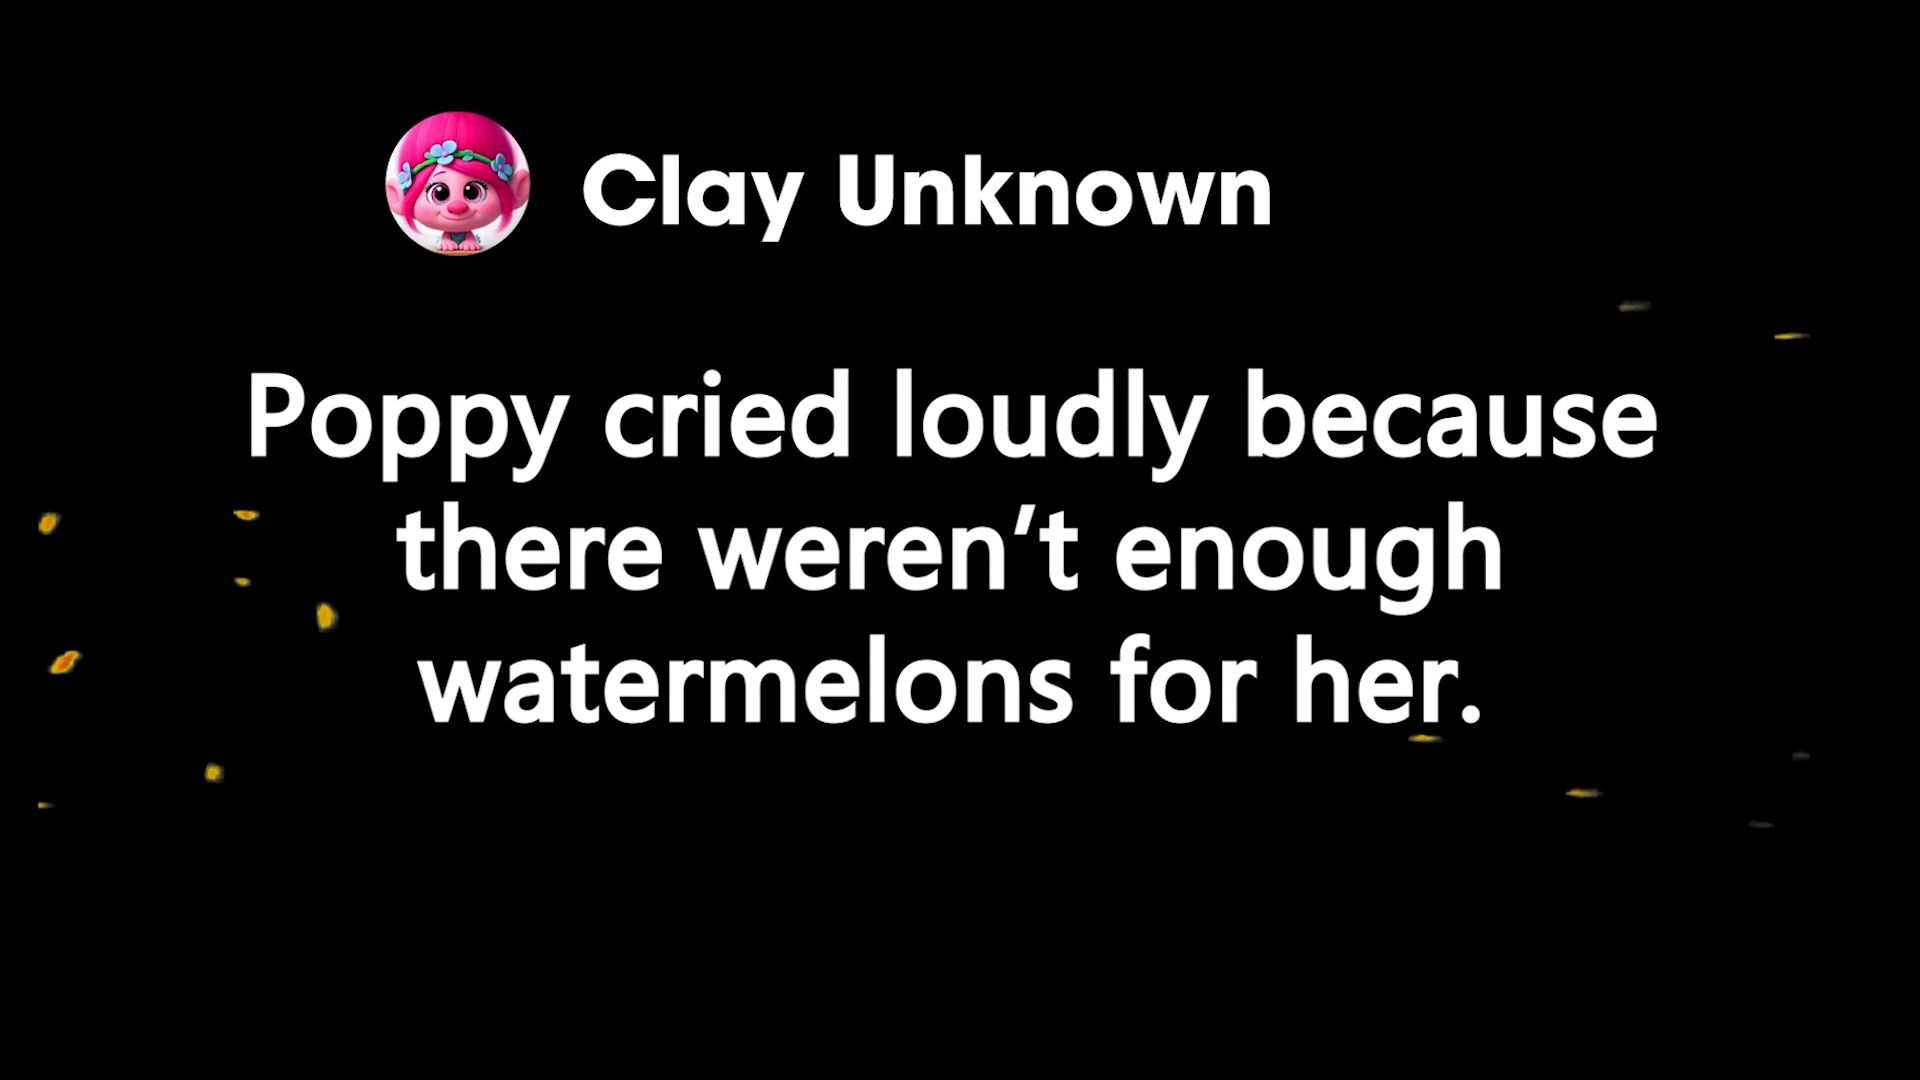 Clay Unknown
Poppy cried loudly because
there weren’t enough
watermelons for her.